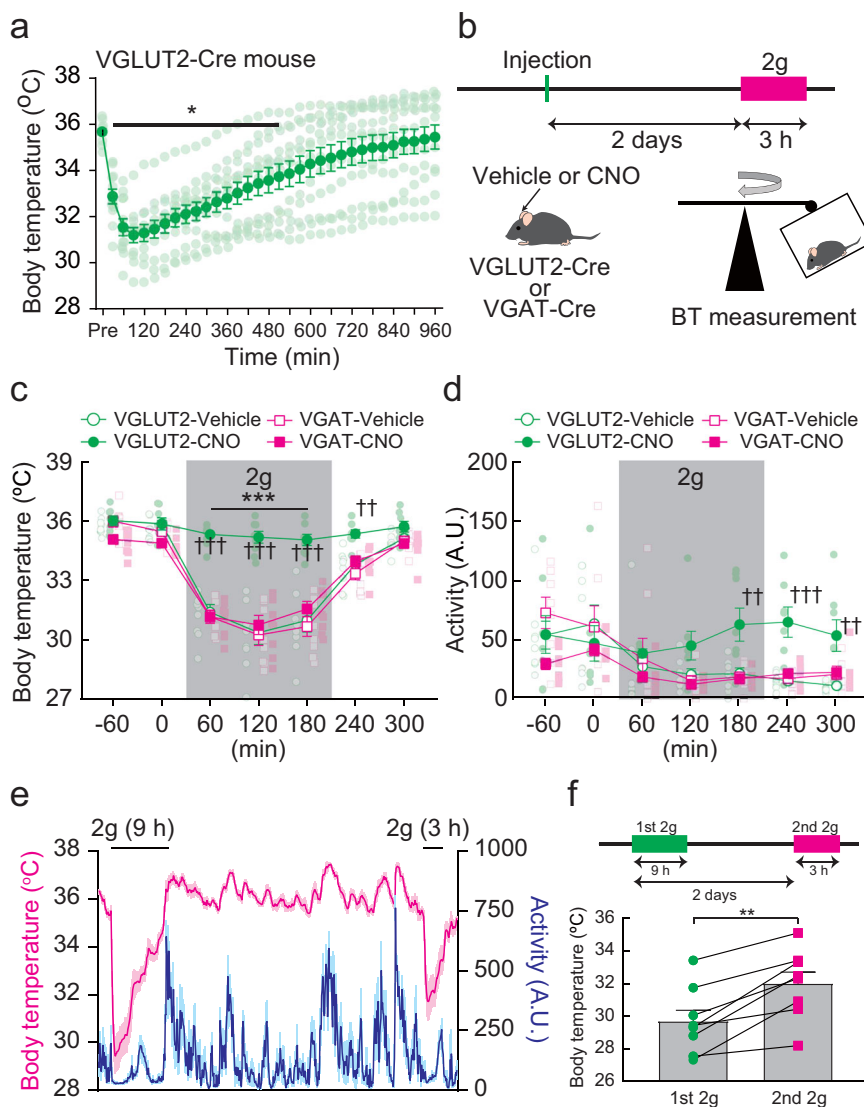 a
VGLUT2-Cre mouse
Body temperature (ºC)
38
36
34
32
30
28
*
Pre 120 240 360 480 600 720 840 960
Time (min)
b
Injection
2g
2 days
3 h
Vehicle or CNO
VGLUT2-Cre
or
VGAT-Cre
BT measurement
c
VGLUT2-Vehicle VGAT-Vehicle
VGLUT2-CNO VGAT-CNO
Body temperature (ºC)
39
36
33
30
27
2g
***
†††
†††
†††
††
-60 0 60 120 180 240 300
(min)
d
VGLUT2-Vehicle VGAT-Vehicle
VGLUT2-CNO VGAT-CNO
Activity (A.U.)
200
150
100
50
0
2g
††
†††
††
-60 0 60 120 180 240 300
(min)
e
2g (9 h) 2g (3 h)
Body temperature (ºC)
38
36
34
32
30
28
1000
750
500
250
0
Activity (A.U.)
f
1st 2g 2nd 2g
9 h 3 h
2 days
Body temperature (ºC)
36
35
32
30
28
26
**
1st 2g 2nd 2g